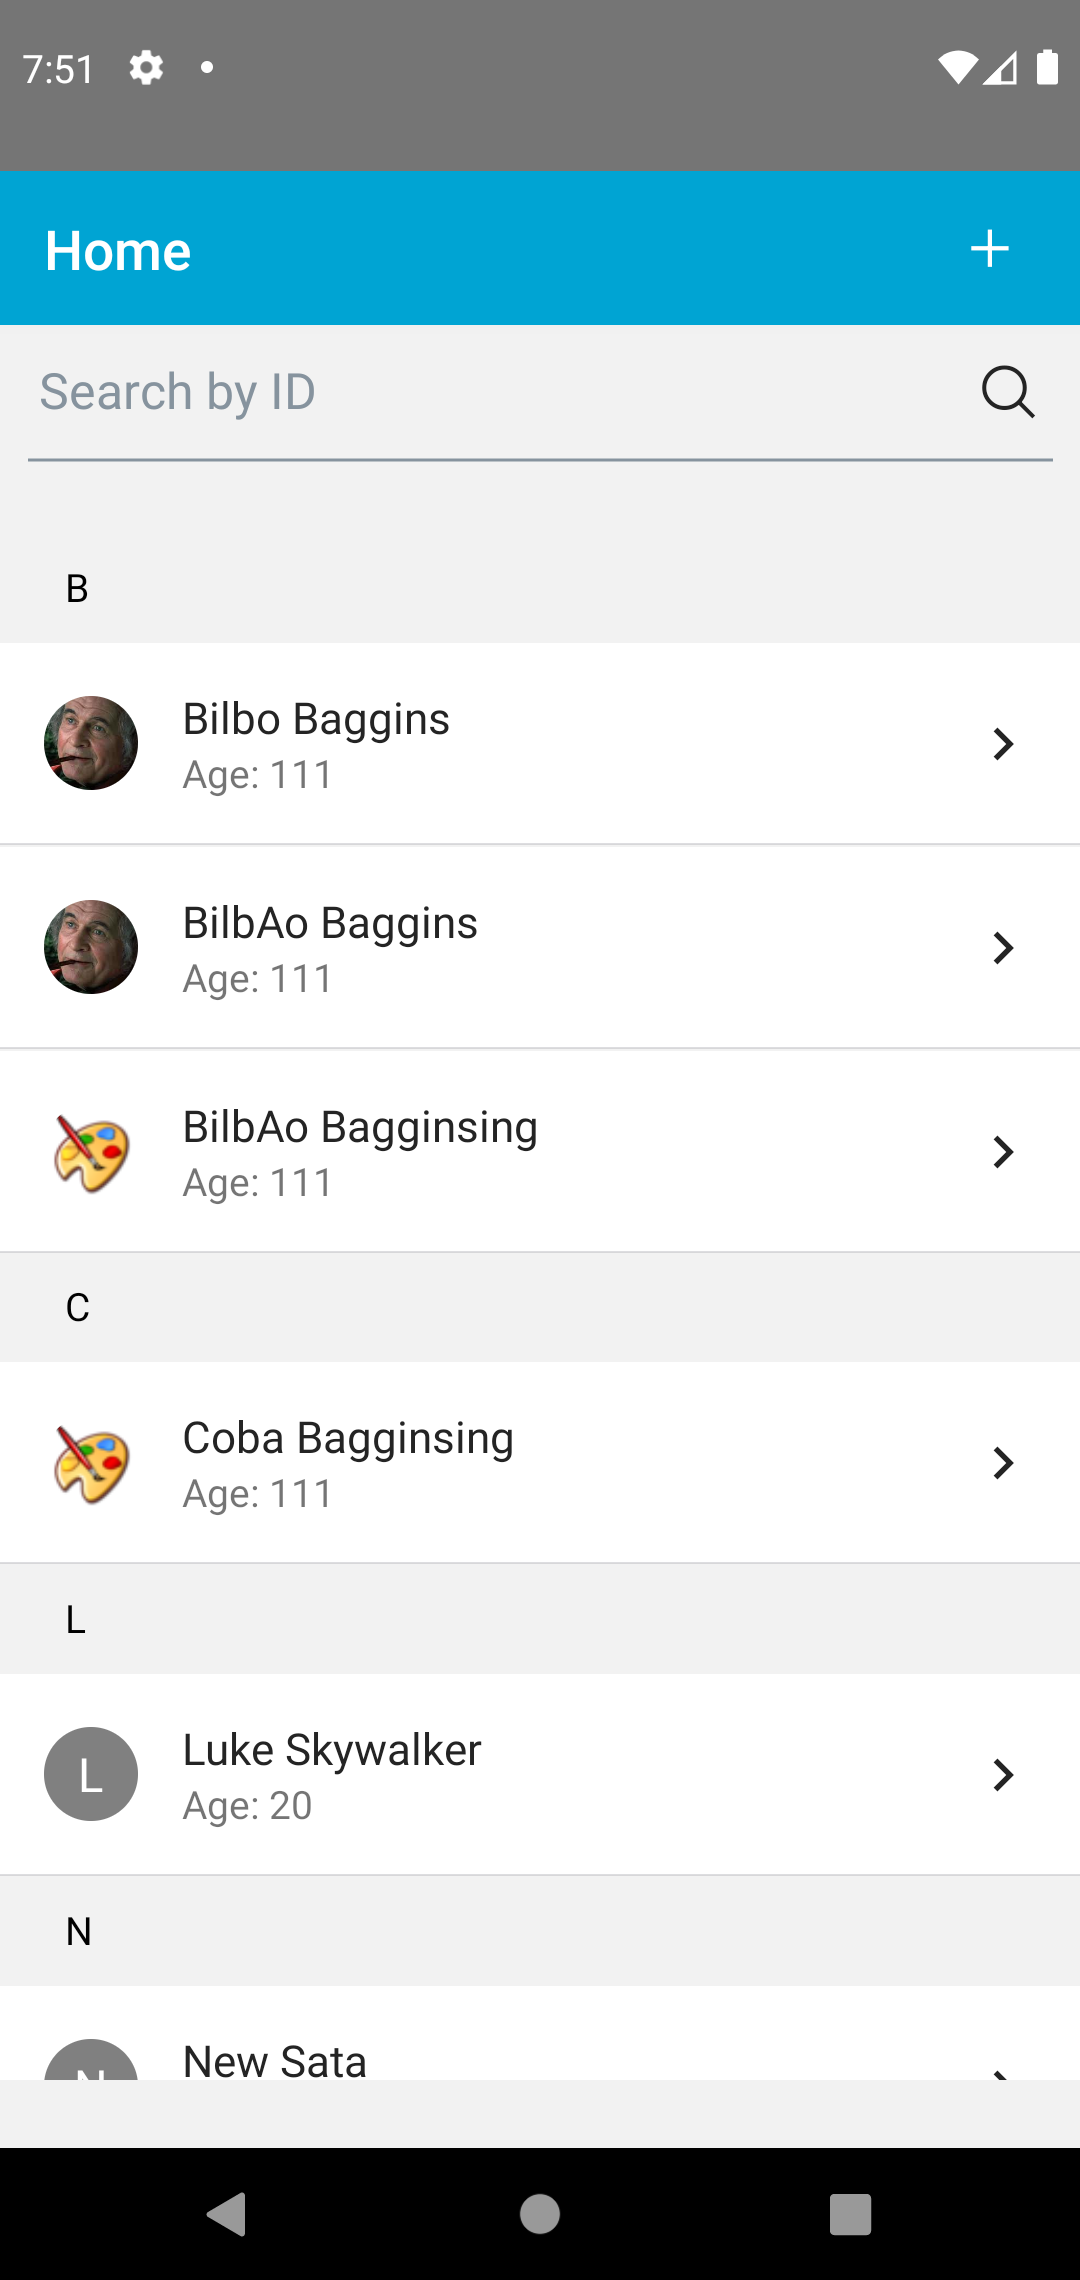 7:51
Home
Search by ID
B
Bilbo Baggins
Age: 111
BilbAo Baggins
Age: 111
BilbAo Bagginsing
Age: 111
C
Coba Bagginsing
Age: 111
L
L
Luke Skywalker
Age: 20
N
N
New Sata